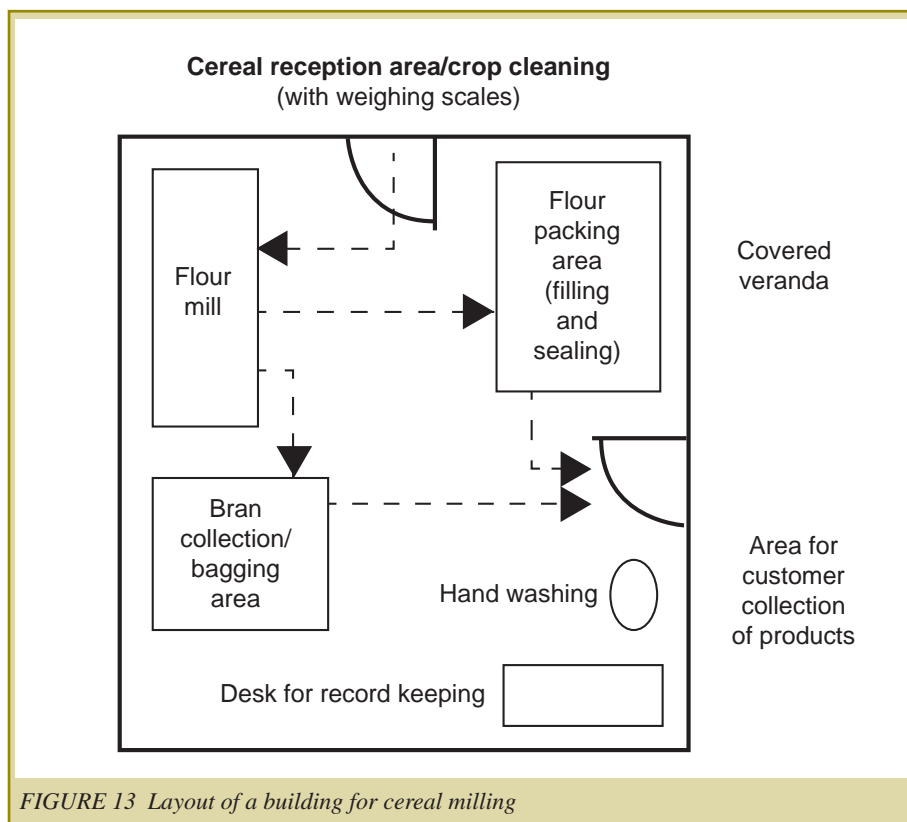 Cereal reception area/crop cleaning
(with weighing scales)
Flour
mill
Flour
packing
area
(filling
and
sealing)
Covered
veranda
Bran
collection/
bagging
area
Hand washing
Area for
customer
collection
of products
Desk for record keeping
FIGURE 13 Layout of a building for cereal milling